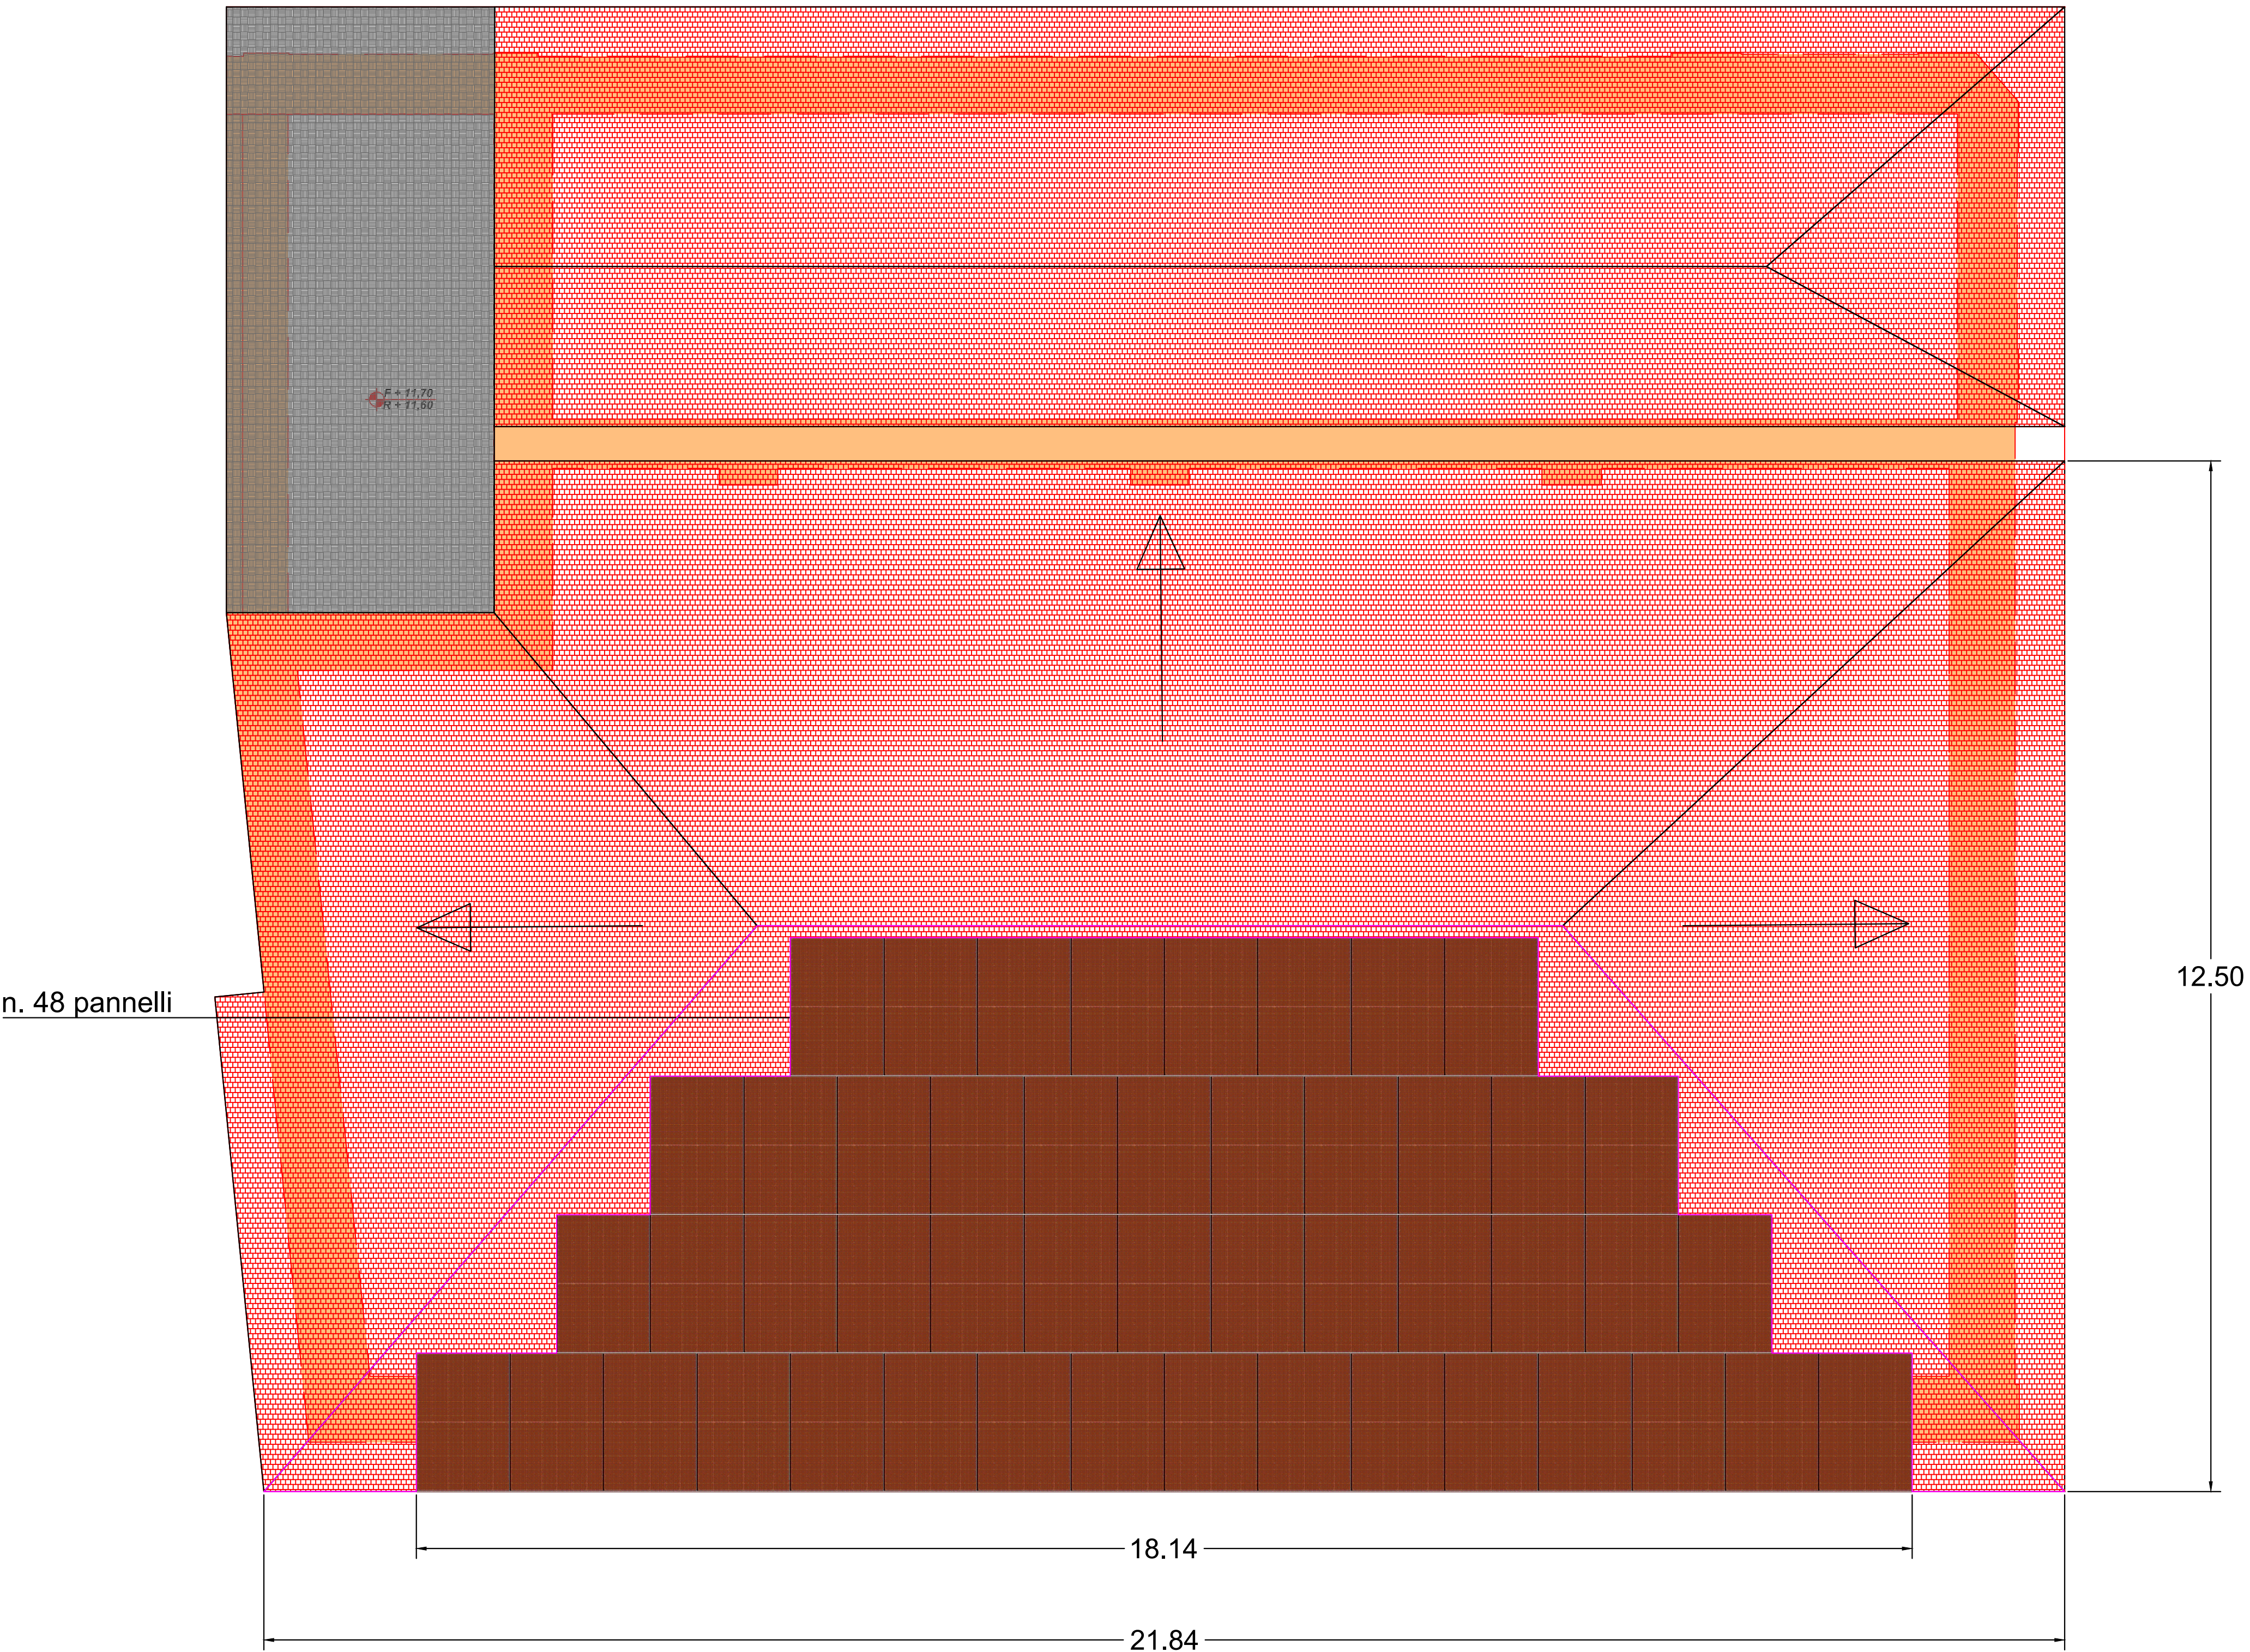 F + 11,70
R + 11,60
n. 48 pannelli
12.50
18.14
21.84